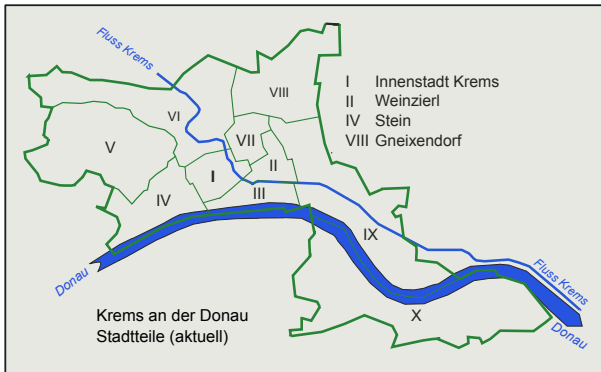 Fluss Krems
VIII
I Innenstadt Krems
II Weinzierl
IV Stein
VIII Gneixendorf
VI
V
VII
II
I
IV
III
IX
Donau
Fluss Krems
X
Donau
Krems an der Donau
Stadtteile (aktuell)